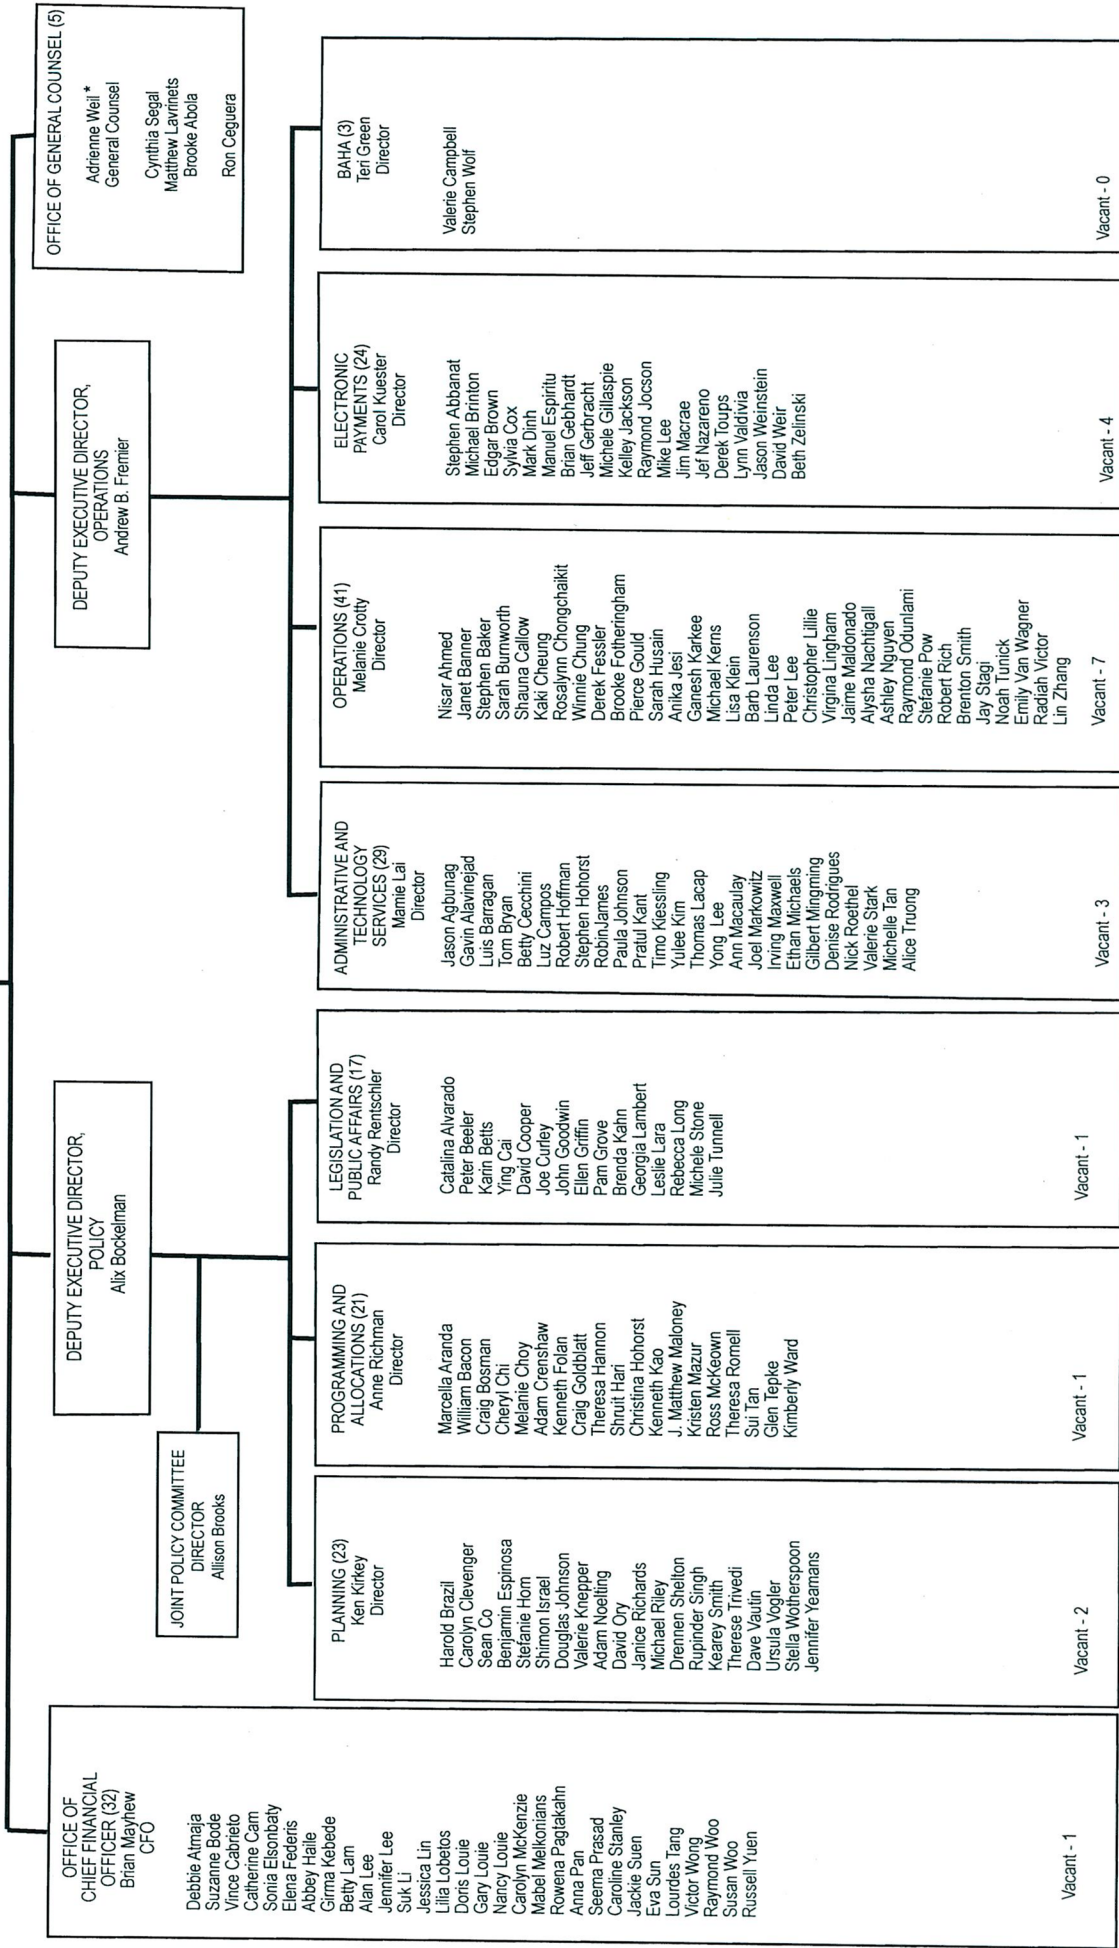 OFFICE OF GENERAL COUNSEL (5)
Adrienne Weil*
General Counsel
Cynthia Segal
Matthew Lavrinets
Brooke Abola
Ron Ceguera
DEPUTY EXECUTIVE DIRECTOR,
OPERATIONS
Andrew B. Fremier
DEPUTY EXECUTIVE DIRECTOR,
POLICY
Alix Bockelman
JOINT POLICY COMMITTEE
DIRECTOR
Allison Brooks
OFFICE OF
CHIEF FINANCIAL
OFFICER (32)
Brian Mayhew
CFO
Debbie Atmaja
Suzanne Bode
Vince Cabrieto
Catherine Cam
Sonia Elsonbaty
Elena Federis
Abbey Haile
Girma Kebede
Betty Lam
Alan Lee
Jennifer Lee
Suk Li
Jessica Lin
Lilia Lobetos
Doris Louie
Gary Louie
Nancy Louie
Carolyn McKenzie
Mabel Melkonians
Rowena Pagtakahn
Anna Pan
Seema Prasad
Caroline Stanley
Jackie Suen
Eva Sun
Lourdes Tang
Victor Wong
Raymond Woo
Susan Woo
Russell Yuen
Vacant - 1
PLANNING (23)
Ken Kirkey
Director
Harold Brazil
Carolyn Clevenger
Sean Co
Benjamin Espinosa
Stefanie Hom
Shimon Israel
Douglas Johnson
Valerie Knepper
Adam Noelting
David Ory
Janice Richards
Michael Riley
Drennen Shelton
Rupinder Singh
Kearey Smith
Therese Trivedi
Dave Vautin
Ursula Vogler
Stella Wotherspoon
Jennifer Yeamans
Vacant - 2
PROGRAMMING AND
ALLOCATIONS (21)
Anne Richman
Director
Marcella Aranda
William Bacon
Craig Bosman
Cheryl Chi
Melanie Choy
Adam Crenshaw
Kenneth Folan
Craig Goldblatt
Theresa Hannon
Shruit Hari
Christina Hohorst
Kenneth Kao
J. Matthew Maloney
Kristen Mazur
Ross McKeown
Theresa Romell
Sui Tan
Glen Tepke
Kimberly Ward
Vacant - 1
LEGISLATION AND
PUBLIC AFFAIRS (17)
Randy Rentschler
Director
Catalina Alvarado
Peter Beeler
Karin Betts
Ying Cai
David Cooper
Joe Curley
John Goodwin
Ellen Griffin
Pam Grove
Brenda Kahn
Georgia Lambert
Leslie Lara
Rebecca Long
Michele Stone
Julie Tunnell
Vacant - 1
ADMINISTRATIVE AND
TECHNOLOGY
SERVICES (29)
Mamie Lai
Director
Jason Agbunag
Gavin Alavinejad
Luis Barragan
Tom Bryan
Betty Cecchini
Luz Campos
Robert Hoffman
Stephen Hohorst
RobinJames
Paula Johnson
Pratul Kant
Timo Kiessling
Yulee Kim
Thomas Lacap
Yong Lee
Ann Macaulay
Joel Markowitz
Irving Maxwell
Ethan Michaels
Gilbert Mingming
Denise Rodrigues
Nick Roethel
Valerie Stark
Michelle Tan
Alice Truong
Vacant - 3
OPERATIONS (41)
Melanie Crotty
Director
Nisar Ahmed
Janet Banner
Stephen Baker
Sarah Burnworth
Shauna Callow
Kaki Cheung
Rosalynn Chongchaikit
Winnie Chung
Derek Fessler
Brooke Fotheringham
Pierce Gould
Sarah Husain
Anika Jesi
Ganesh Karkee
Michael Kerns
Lisa Klein
Barb Laurenson
Linda Lee
Peter Lee
Christopher Lillie
Virginia Lingham
Jaime Maldonado
Alysha Nachtigall
Ashley Nguyen
Raymond Odunlami
Stefanie Pow
Robert Rich
Brenton Smith
Jay Stagi
Noah Tunick
Emily Van Wagner
Radiah Victor
Lin Zhang
Vacant - 7
ELECTRONIC
PAYMENTS (24)
Carol Kuester
Director
Stephen Abbanat
Michael Brinton
Edgar Brown
Sylvia Cox
Mark Dinh
Manuel Espiritu
Brian Gebhardt
Jeff Gerbracht
Michele Gillaspie
Kelley Jackson
Raymond Jocson
Mike Lee
Jim Macrae
Jef Nazareno
Derek Toups
Lynn Valdivia
Jason Weinstein
David Weir
Beth Zelinski
Vacant - 4
BAHA (3)
Teri Green
Director
Valerie Campbell
Stephen Wolf
Vacant - 0